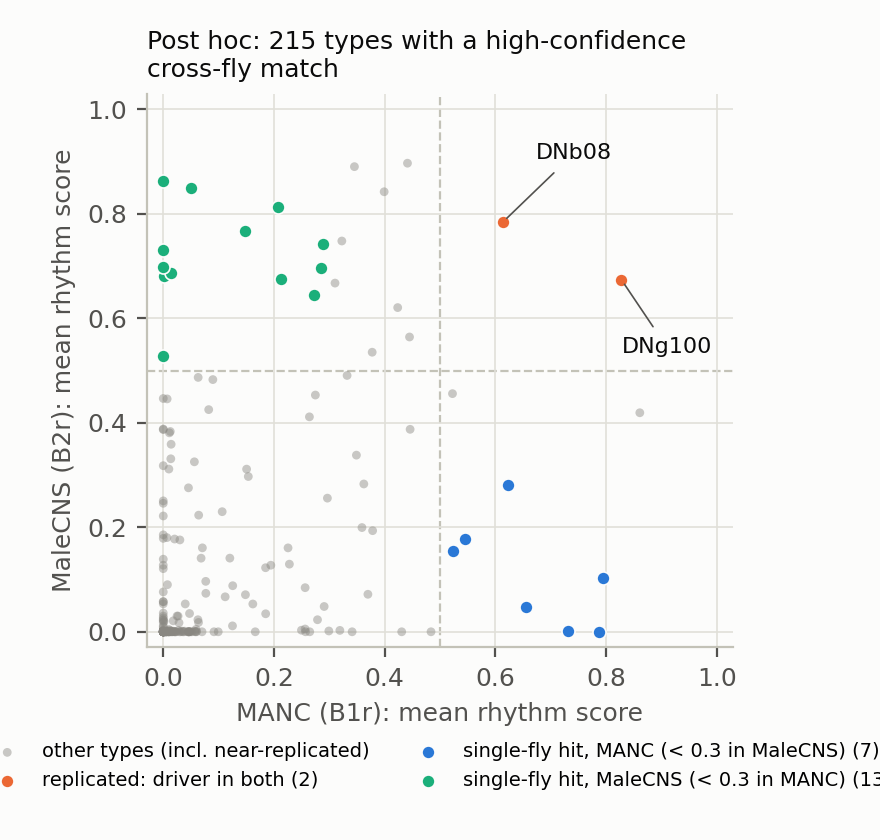 Post hoc: 215 types with a high-confidence
cross-fly match
MaleCNS (B2r): mean rhythm score
1.0
0.8
0.6
0.4
0.2
0.0
DNb08
DNg100
0.0 0.2 0.4 0.6 0.8 1.0
MANC (B1r): mean rhythm score
other types (incl. near-replicated)
replicated: driver in both (2)
single-fly hit, MANC (< 0.3 in MaleCNS) (7)
single-fly hit, MaleCNS (< 0.3 in MANC) (13